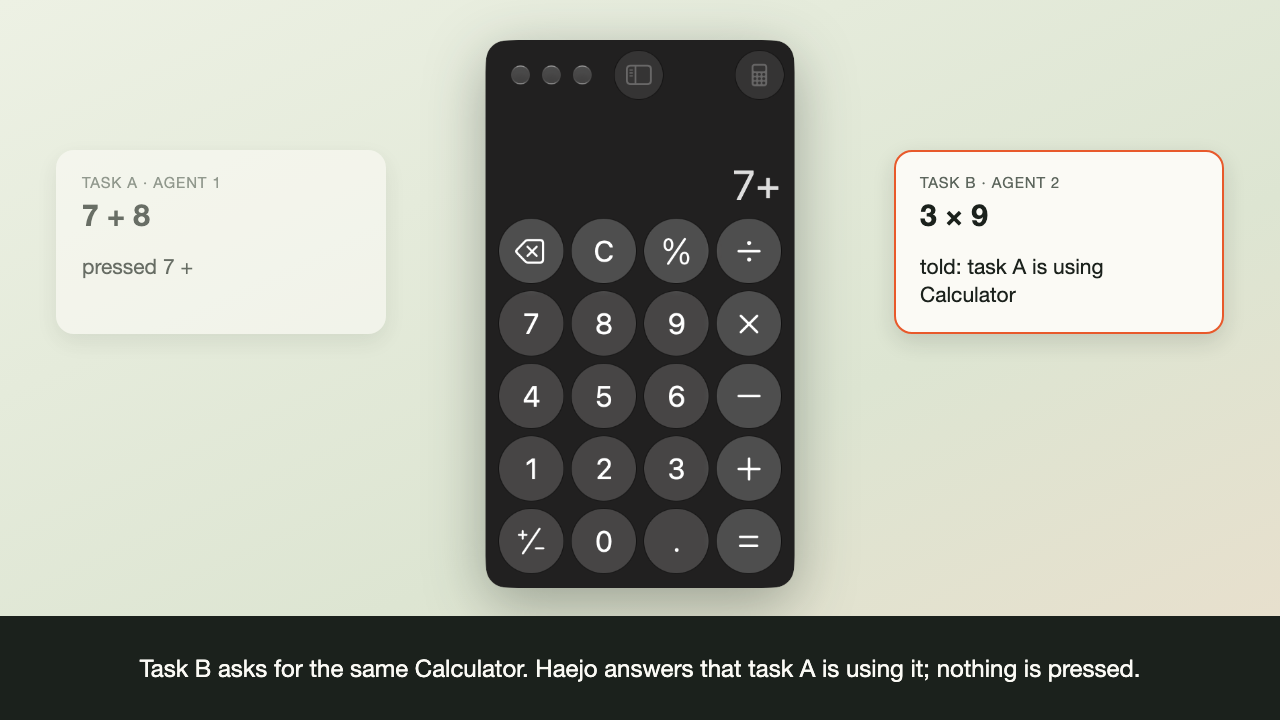 TASK A · AGENT 1
7 + 8
pressed 7 +
7+
C % ÷
7 8 9 ×
4 5 6 −
1 2 3 +
+/− 0 . =
TASK B · AGENT 2
3 × 9
told: task A is using
Calculator
Task B asks for the same Calculator. Haejo answers that task A is using it; nothing is pressed.